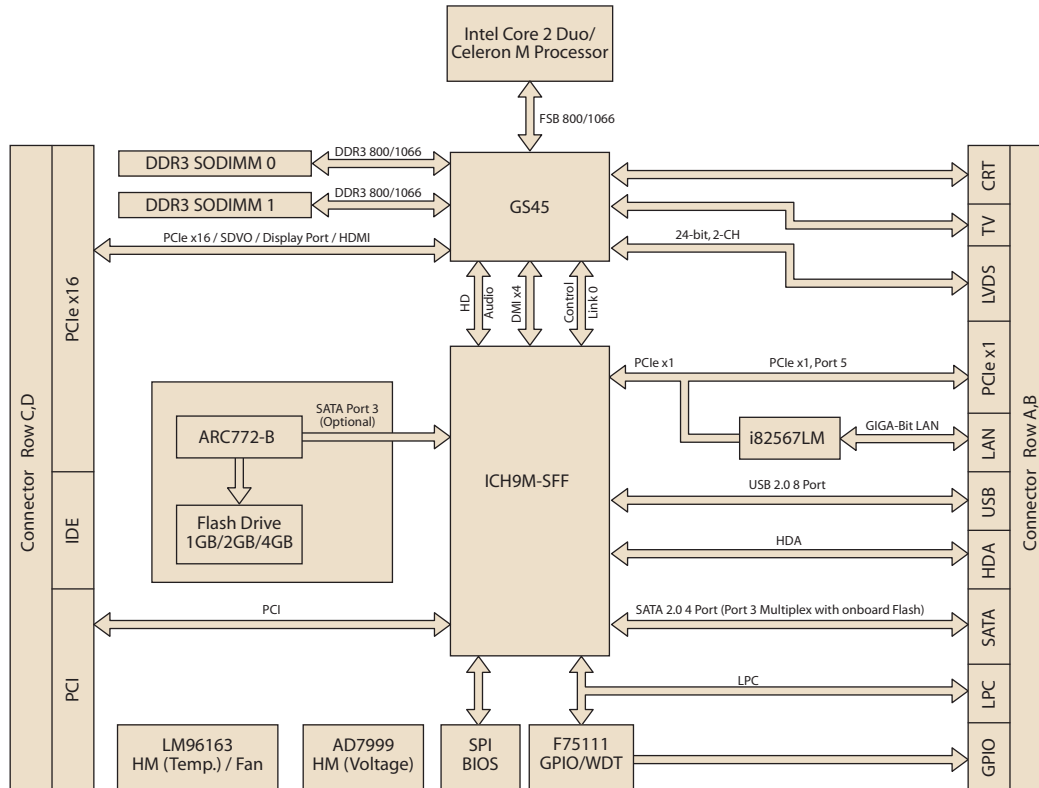 Intel Core 2 Duo/
Celeron M Processor
FSB 800/1066
DDR3 SODIMM 0
DDR3 800/1066
DDR3 SODIMM 1
DDR3 800/1066
GS45
PCIe x16 / SDVO / Display Port / HDMI
24-bit, 2-CH
CRT
TV
LVDS
PCIe x1
LAN
USB
HDA
SATA
LPC
GPIO
Connector Row A,B
Connector Row C,D
PCIe x16
IDE
PCI
HD
Audio
DMI x4
Control
Link 0
PCIe x1
PCIe x1, Port 5
i82567LM
GIGA-Bit LAN
SATA Port 3
(Optional)
ARC772-B
Flash Drive
1GB/2GB/4GB
ICH9M-SFF
USB 2.0 8 Port
HDA
PCI
SATA 2.0 4 Port (Port 3 Multiplex with onboard Flash)
LPC
LM96163
HM (Temp.) / Fan
AD7999
HM (Voltage)
SPI
BIOS
F75111
GPIO/WDT